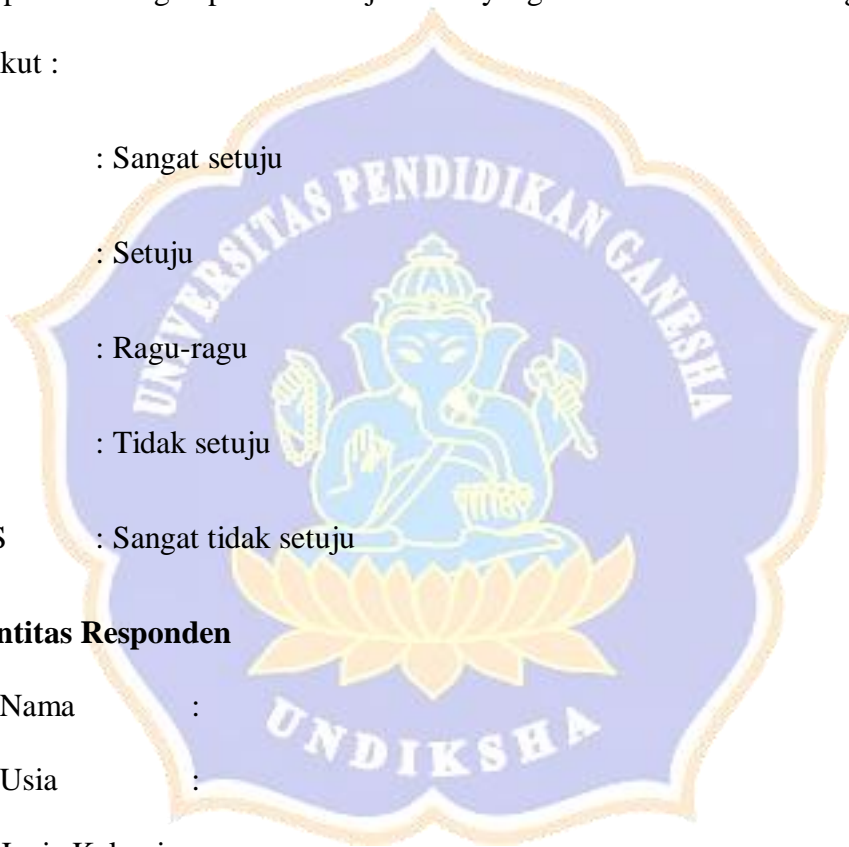 kut :
: Sangat setuju
: Setuju
: Ragu-ragu
: Tidak setuju
S : Sangat tidak setuju
ntitas Responden
Nama :
Usia :
UNIVERSITAS PENDIDIKAN GANESHA
UNDIKSHA